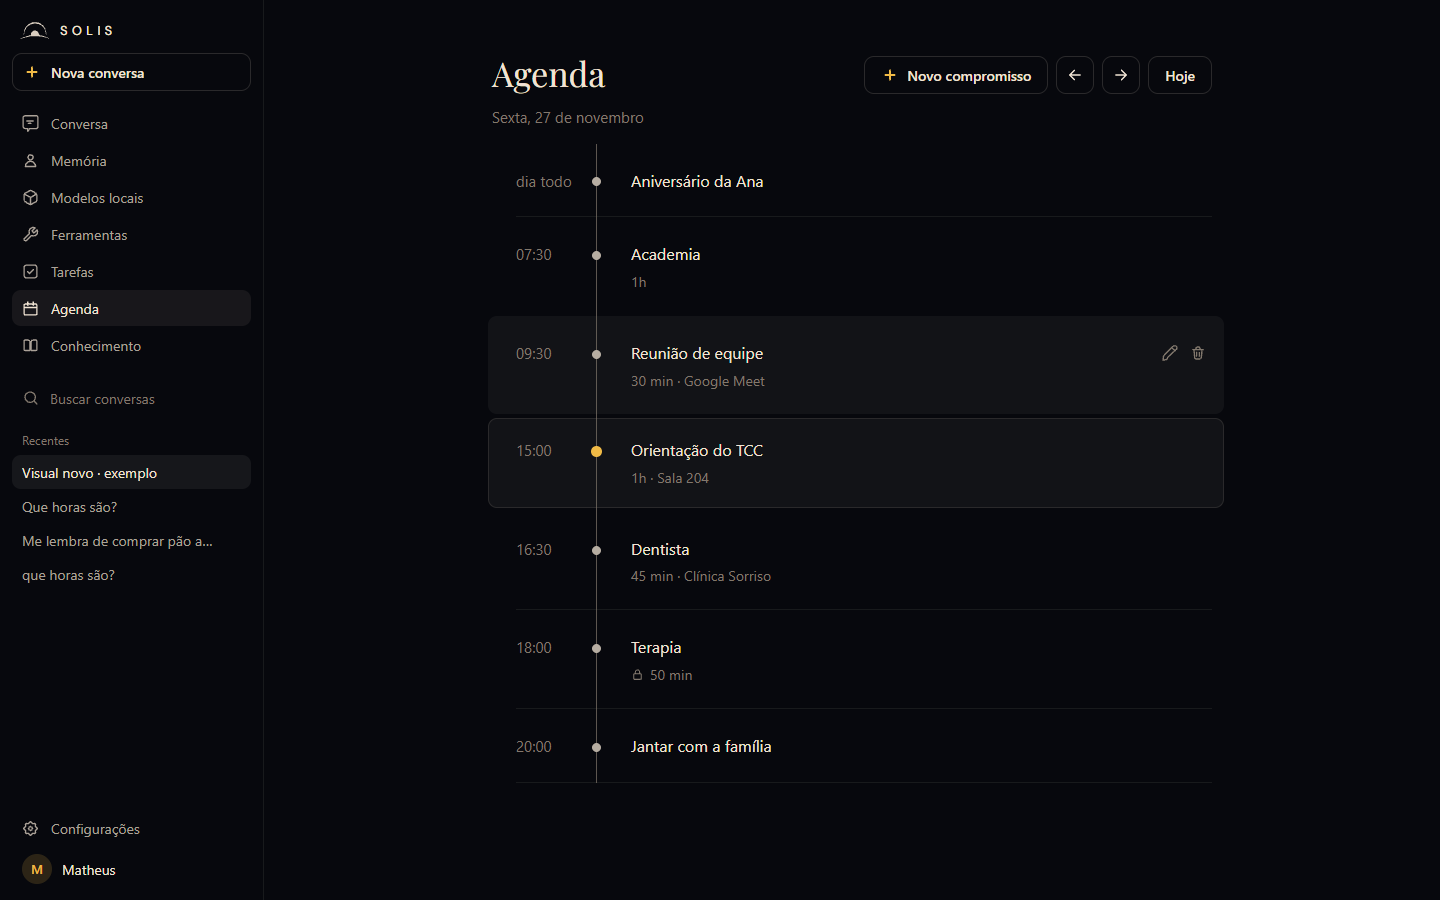 SOLIS
Nova conversa
Conversa
Memória
Modelos locais
Ferramentas
Tarefas
Agenda
Conhecimento
Buscar conversas
Recentes
Visual novo · exemplo
Que horas são?
Me lembra de comprar pão a...
que horas são?
Configurações
M Matheus
Agenda
Novo compromisso
Hoje
Sexta, 27 de novembro
dia todo Aniversário da Ana
07:30 Academia
1h
09:30 Reunião de equipe
30 min · Google Meet
15:00 Orientação do TCC
1h · Sala 204
16:30 Dentista
45 min · Clínica Sorriso
18:00 Terapia
50 min
20:00 Jantar com a família